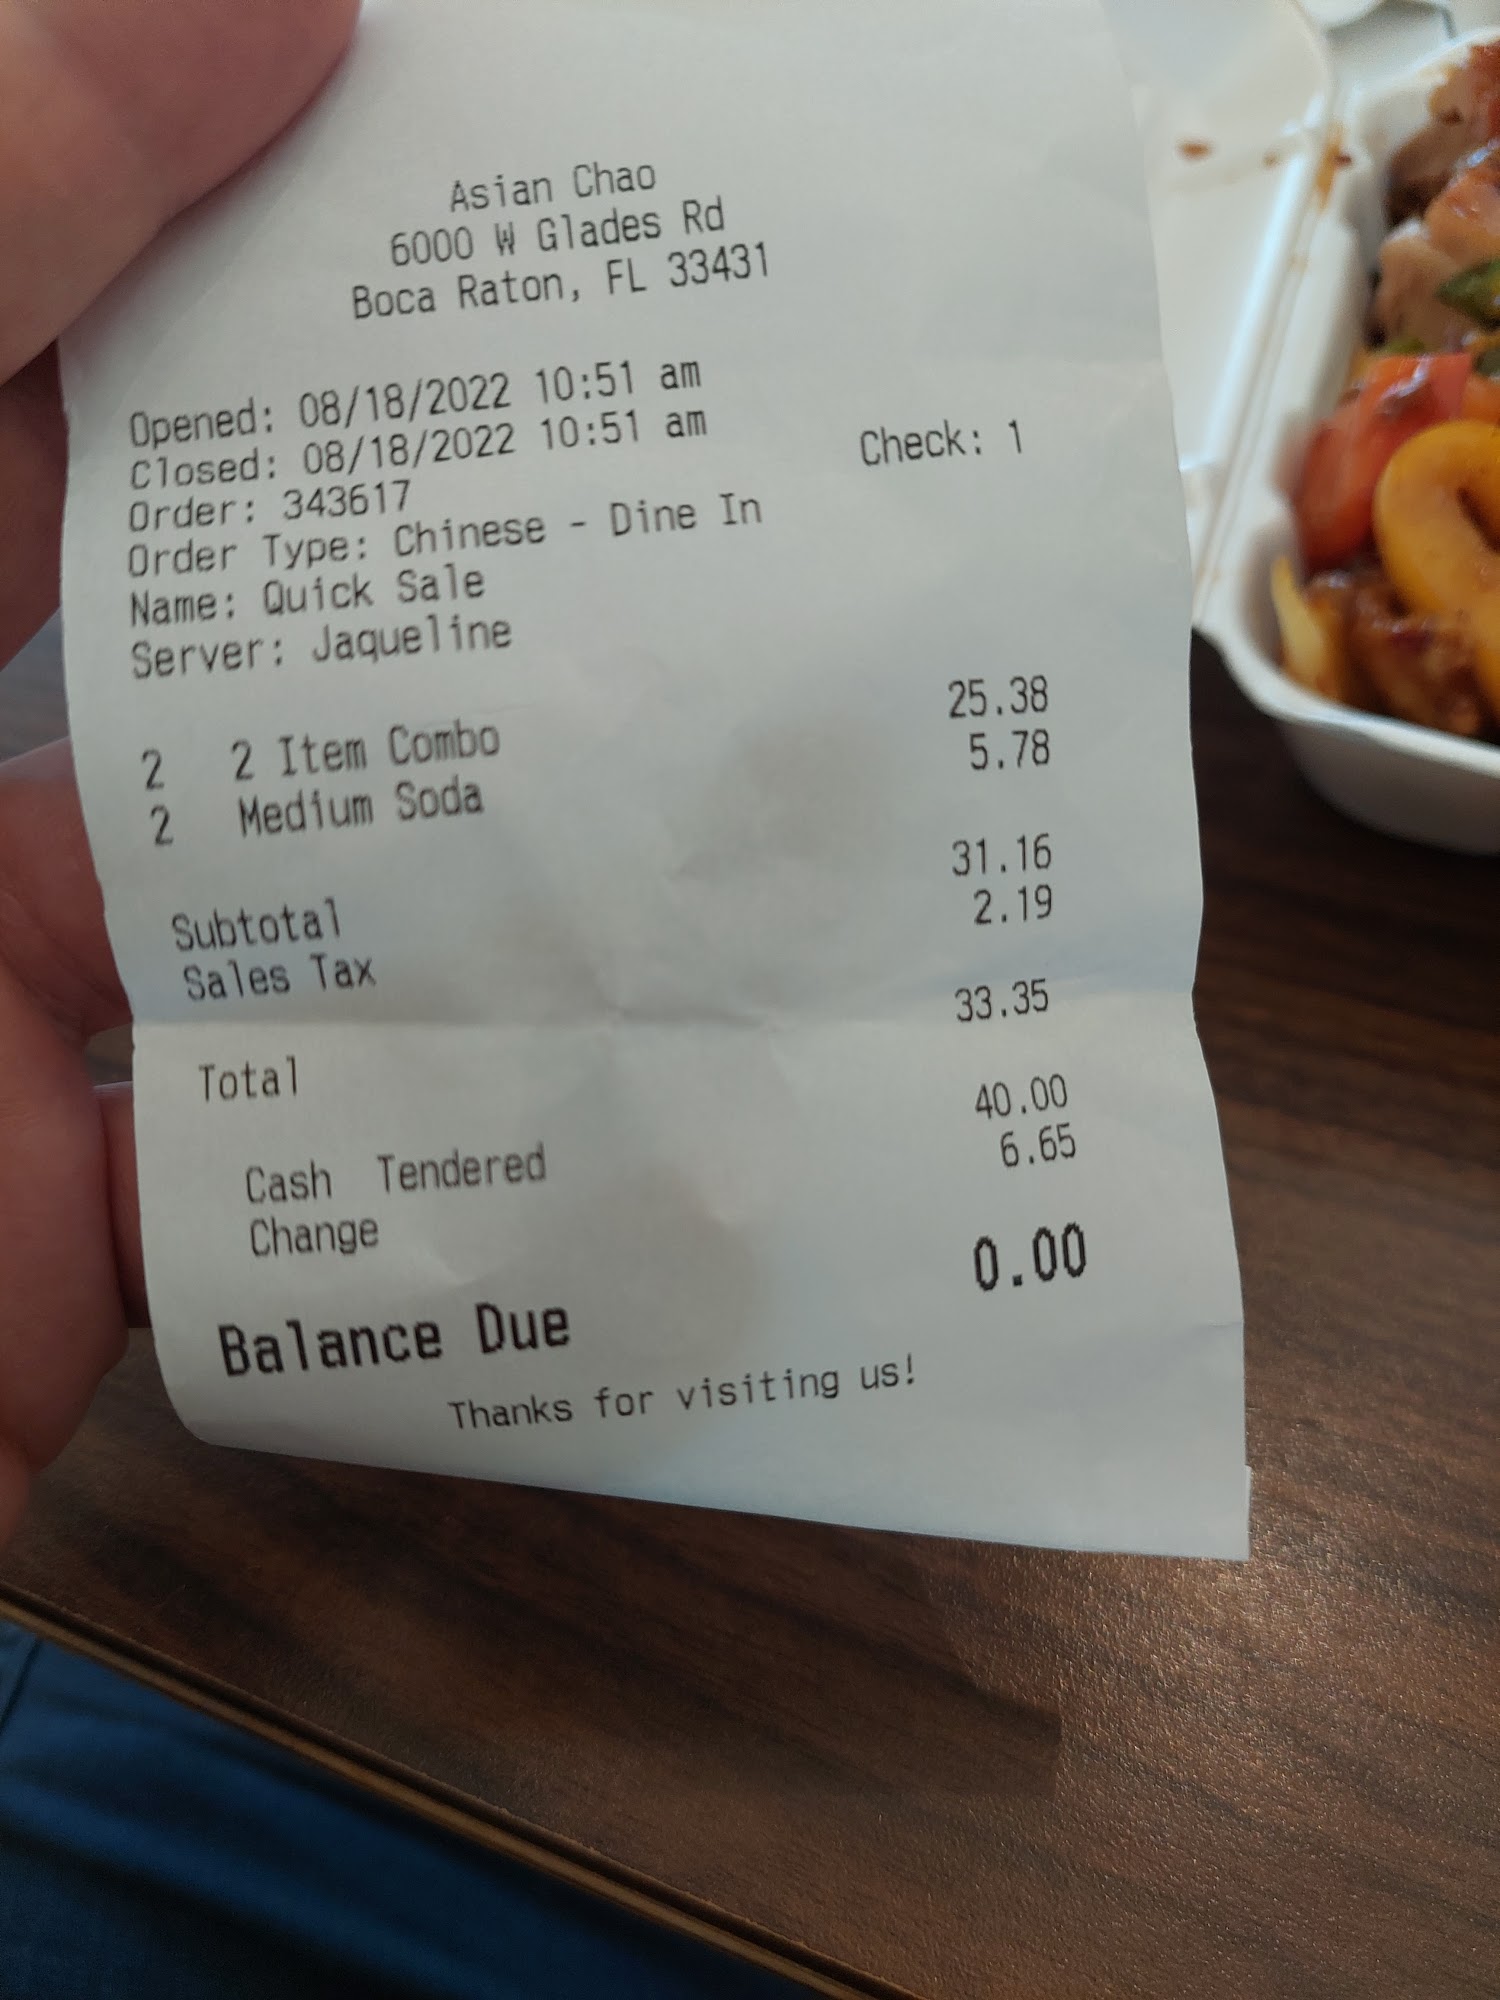 Asian Chao
6000 W Glades Rd
Boca Raton, FL 33431
Opened: 08/18/2022 10:51 am
Closed: 08/18/2022 10:51 am
Order: 343617 Check: 1
Order Type: Chinese - Dine In
Name: Quick Sale
Server: Jaqueline
2 2 Item Combo 25.38
2 Medium Soda 5.78
Subtotal 31.16
Sales Tax 2.19
Total 33.35
Cash Tendered 40.00
Change 6.65
Balance Due 0.00
Thanks for visiting us!